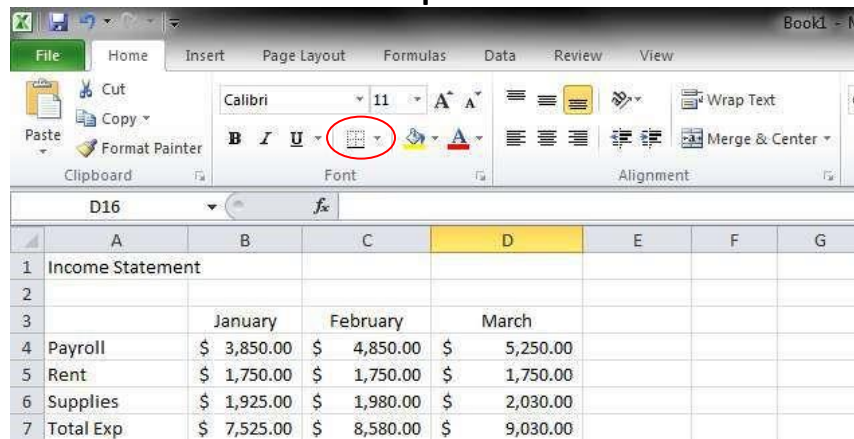 Book1 -
File Home Insert Page Layout Formulas Data Review View
Cut
Copy
Format Painter
Paste
Calibri 11 A A
Wrap Text
B I U A
Merge & Center
Clipboard Font Alignment
D16 fx
A B C D E F G
1 Income Statement
2
3 January February March
4 Payroll $ 3,850.00 $ 4,850.00 $ 5,250.00
5 Rent $ 1,750.00 $ 1,750.00 $ 1,750.00
6 Supplies $ 1,925.00 $ 1,980.00 $ 2,030.00
7 Total Exp $ 7,525.00 $ 8,580.00 $ 9,030.00